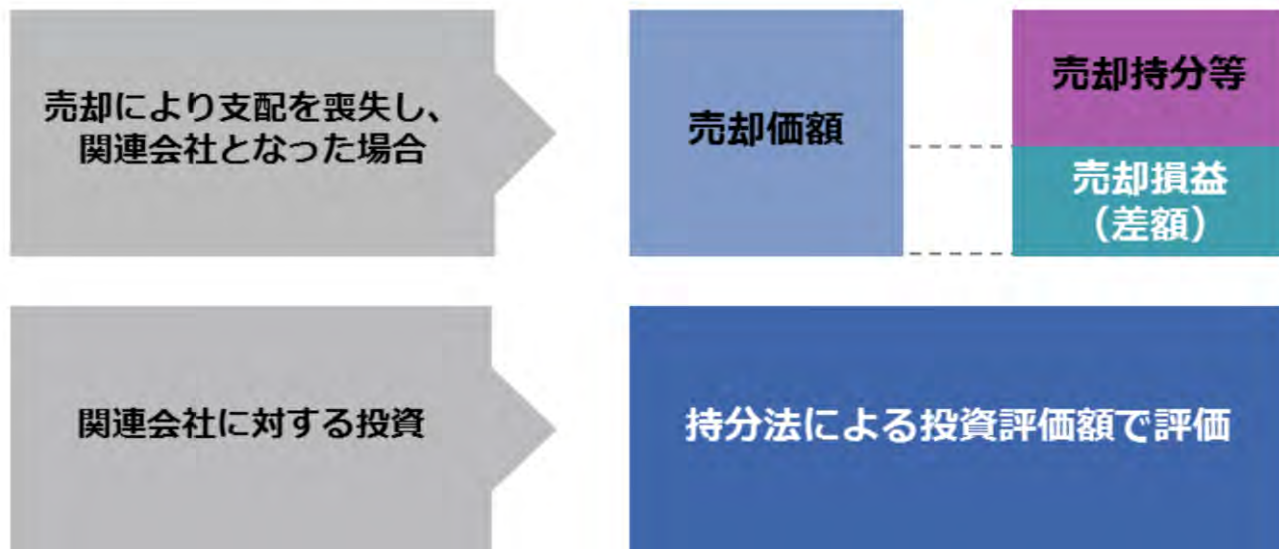 売却により支配を喪失し、
関連会社となった場合
売却価額
売却持分等
売却損益
（差額）
関連会社に対する投資
持分法による投資評価額で評価